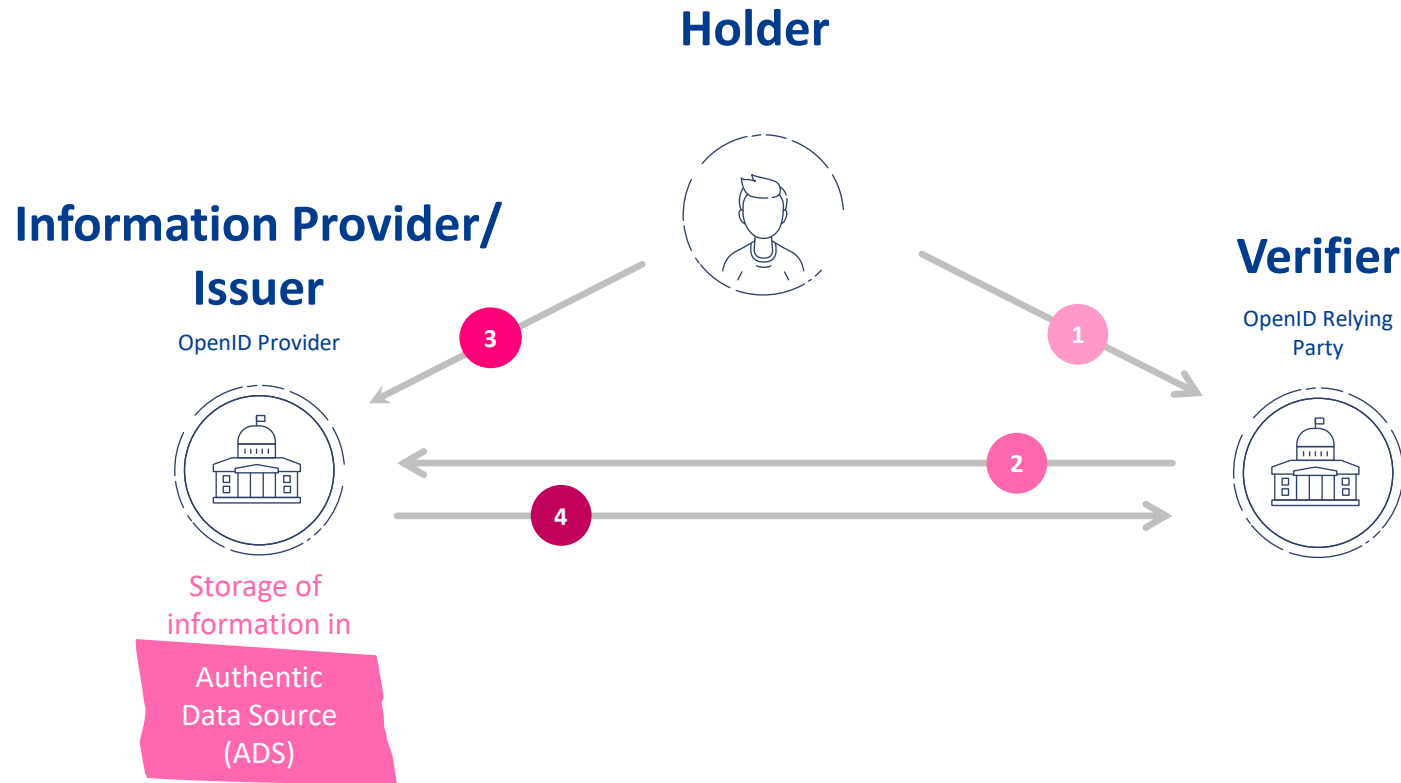 Holder
Information Provider/
Issuer
OpenID Provider
Verifier
OpenID Relying
Party
3
1
2
4
Storage of
information in
Authentic
Data Source
(ADS)